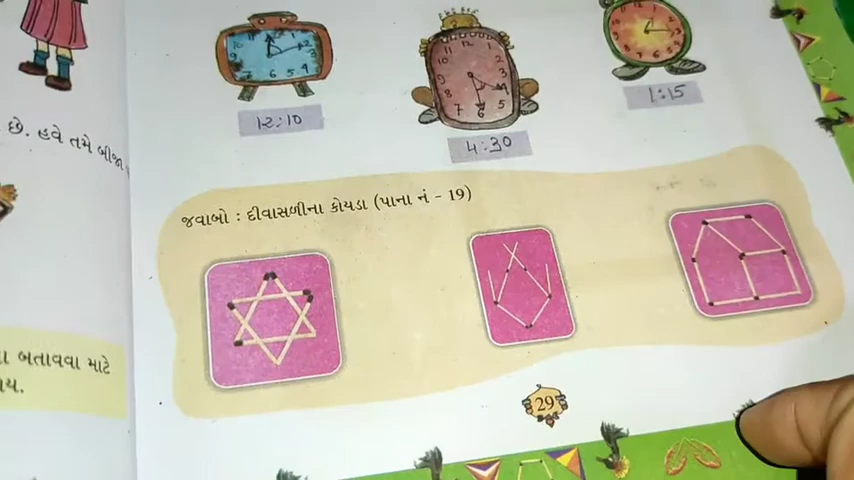 12:10
4:30
1:15
છે. હવે તમે બીજા
જવાબો : દીવાસળીના કોયડા (પાના નં - 19)
બતાવવા માટે
29